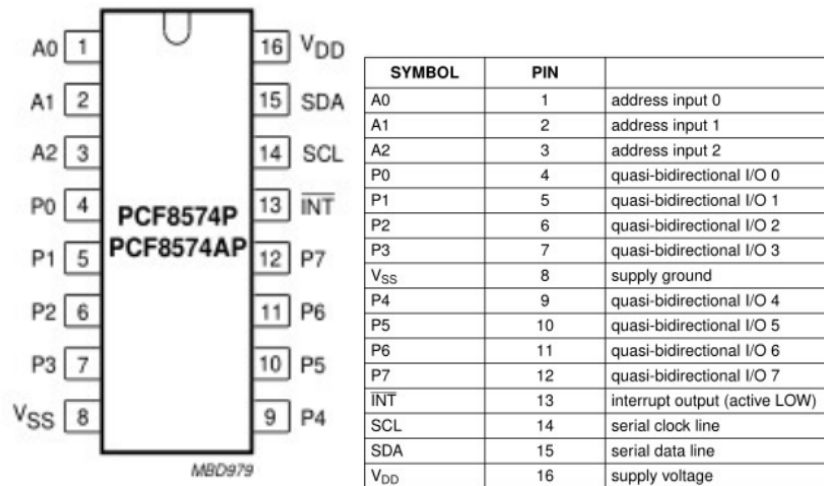 A0 1
A1 2
A2 3
P0 4
P1 5
P2 6
P3 7
VSS 8
PCF8574P
PCF8574AP
16 VDD
15 SDA
14 SCL
13 INT
12 P7
11 P6
10 P5
9 P4
MBD979
SYMBOL PIN
A0 1 address input 0
A1 2 address input 1
A2 3 address input 2
P0 4 quasi-bidirectional I/O 0
P1 5 quasi-bidirectional I/O 1
P2 6 quasi-bidirectional I/O 2
P3 7 quasi-bidirectional I/O 3
VSS 8 supply ground
P4 9 quasi-bidirectional I/O 4
P5 10 quasi-bidirectional I/O 5
P6 11 quasi-bidirectional I/O 6
P7 12 quasi-bidirectional I/O 7
INT 13 interrupt output (active LOW)
SCL 14 serial clock line
SDA 15 serial data line
VDD 16 supply voltage